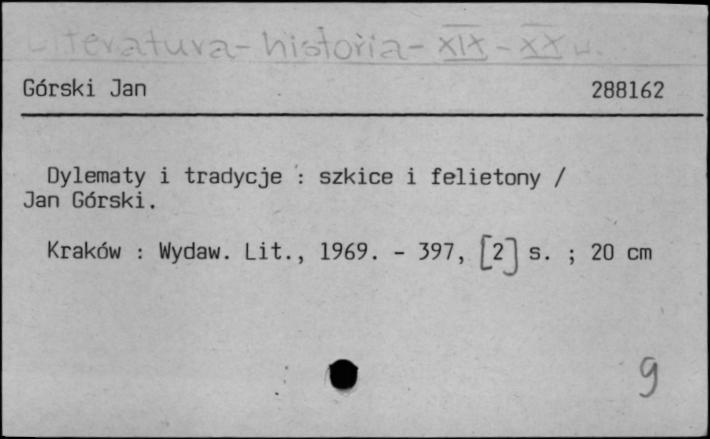 Literatura - historia - XIX - XX w.
Górski Jan 288162
Dylematy i tradycje : szkice i felietony /
Jan Górski.
Kraków : Wydaw. Lit., 1969. - 397, [2] s. ; 20 cm
g